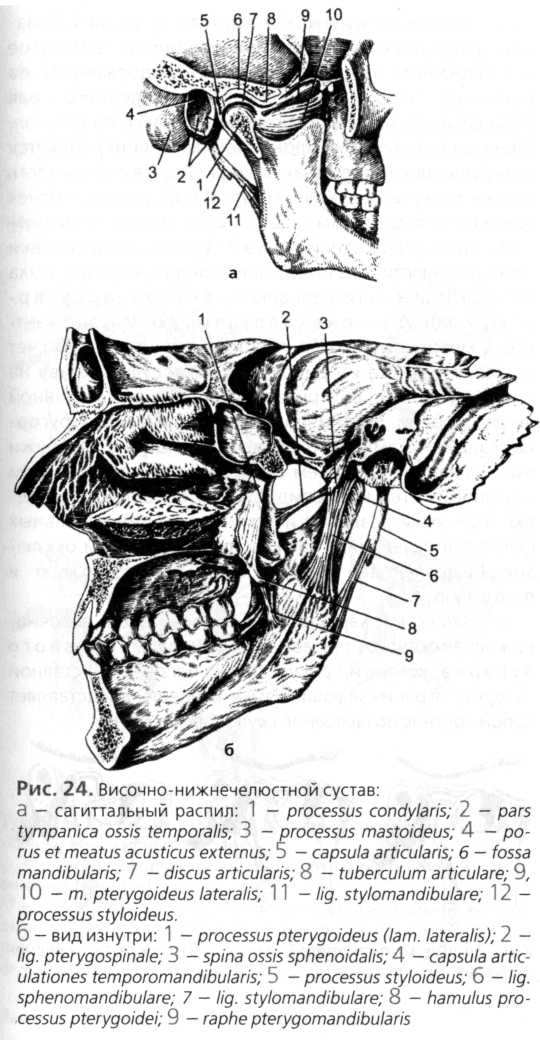 5 6 7 8 9 10
4
3
2
1
12
11
а
1 2 3
4
5
6
7
8
9
б
Рис. 24. Височно-нижнечелюстной сустав:
а – сагиттальный распил: 1 – processus condylaris; 2 – pars
tympanica ossis temporalis; 3 – processus mastoideus; 4 – po-
rus et meatus acusticus externus; 5 – capsula articularis; 6 – fossa
mandibularis; 7 – discus articularis; 8 – tuberculum articulare; 9,
10 – m. pterygoideus lateralis; 11 – lig. stylomandibulare; 12 –
processus styloideus.
б – вид изнутри: 1 – processus pterygoideus (lam. lateralis); 2 –
lig. pterygospinale; 3 – spina ossis sphenoidalis; 4 – capsula artic-
ulationes temporomandibularis; 5 – processus styloideus; 6 – lig.
sphenomandibulare; 7 – lig. stylomandibulare; 8 – hamulus pro-
cessus pterygoidei; 9 – raphe pterygomandibularis